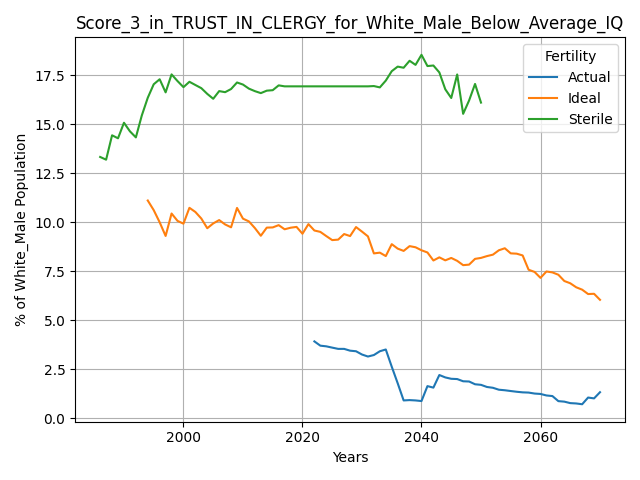 Score_3_in_TRUST_IN_CLERGY_for_White_Male_Below_Average_IQ
Fertility
Actual
Ideal
Sterile
% of White_Male Population
17.5
15.0
12.5
10.0
7.5
5.0
2.5
0.0
2000
2020
2040
2060
Years